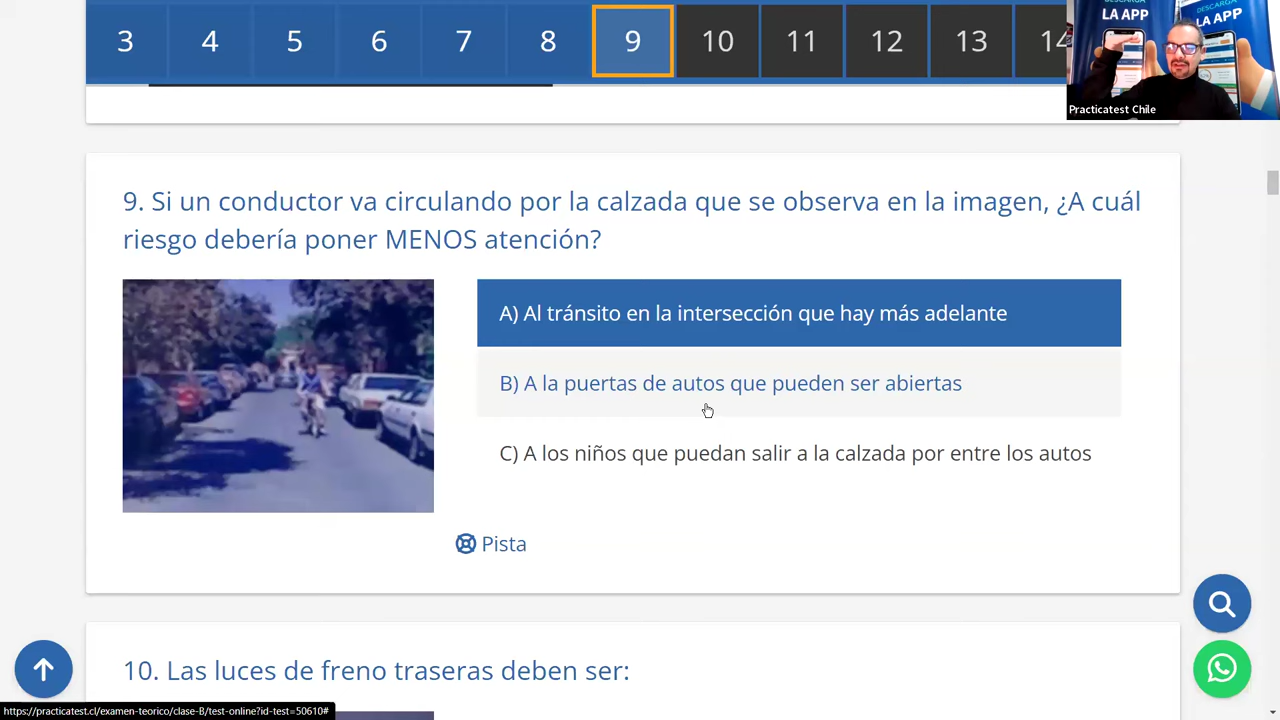 3 4 5 6 7 8 9 10 11 12 13 14
DESCARGA
LA APP
DESCARGA
LA APP
Practicatest Chile
9. Si un conductor va circulando por la calzada que se observa en la imagen, ¿A cuál
riesgo debería poner MENOS atención?
A) Al tránsito en la intersección que hay más adelante
B) A la puertas de autos que pueden ser abiertas
C) A los niños que puedan salir a la calzada por entre los autos
Pista
10. Las luces de freno traseras deben ser:
https://practicatest.cl/examen-teorico/clase-B/test-online?id-test=50610#